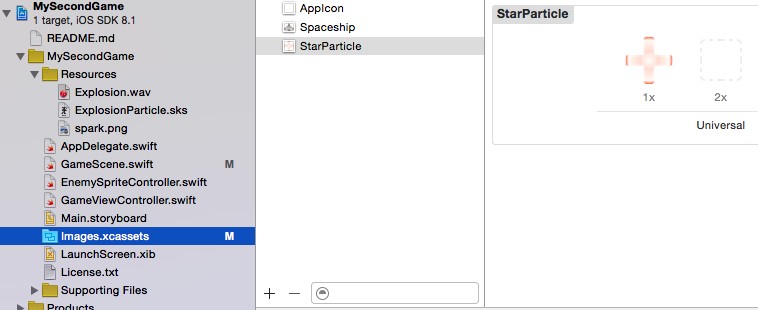 MySecondGame
1 target, iOS SDK 8.1
README.md
MySecondGame
Resources
Explosion.wav
ExplosionParticle.sks
spark.png
AppDelegate.swift
GameScene.swift M
EnemySpriteController.swift
GameViewController.swift
Main.storyboard
Images.xcassets M
LaunchScreen.xib
License.txt
Supporting Files
Products
AppIcon
Spaceship
StarParticle
StarParticle
1x 2x
Universal